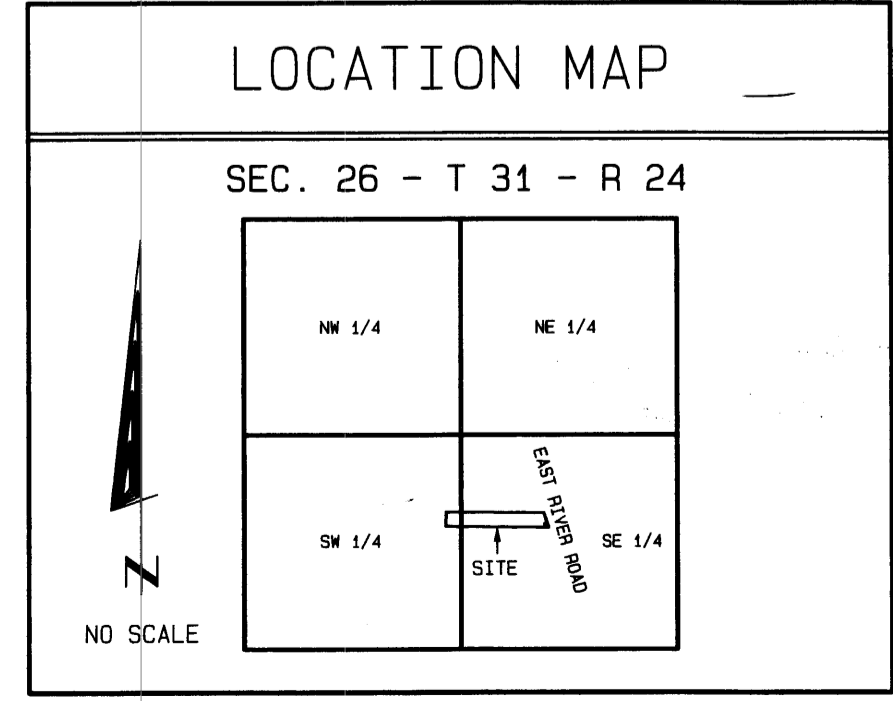 LOCATION MAP
SEC. 26 - T 31 - R 24
NW 1/4
NE 1/4
EAST RIVER ROAD
SW 1/4
SE 1/4
SITE
N
NO SCALE